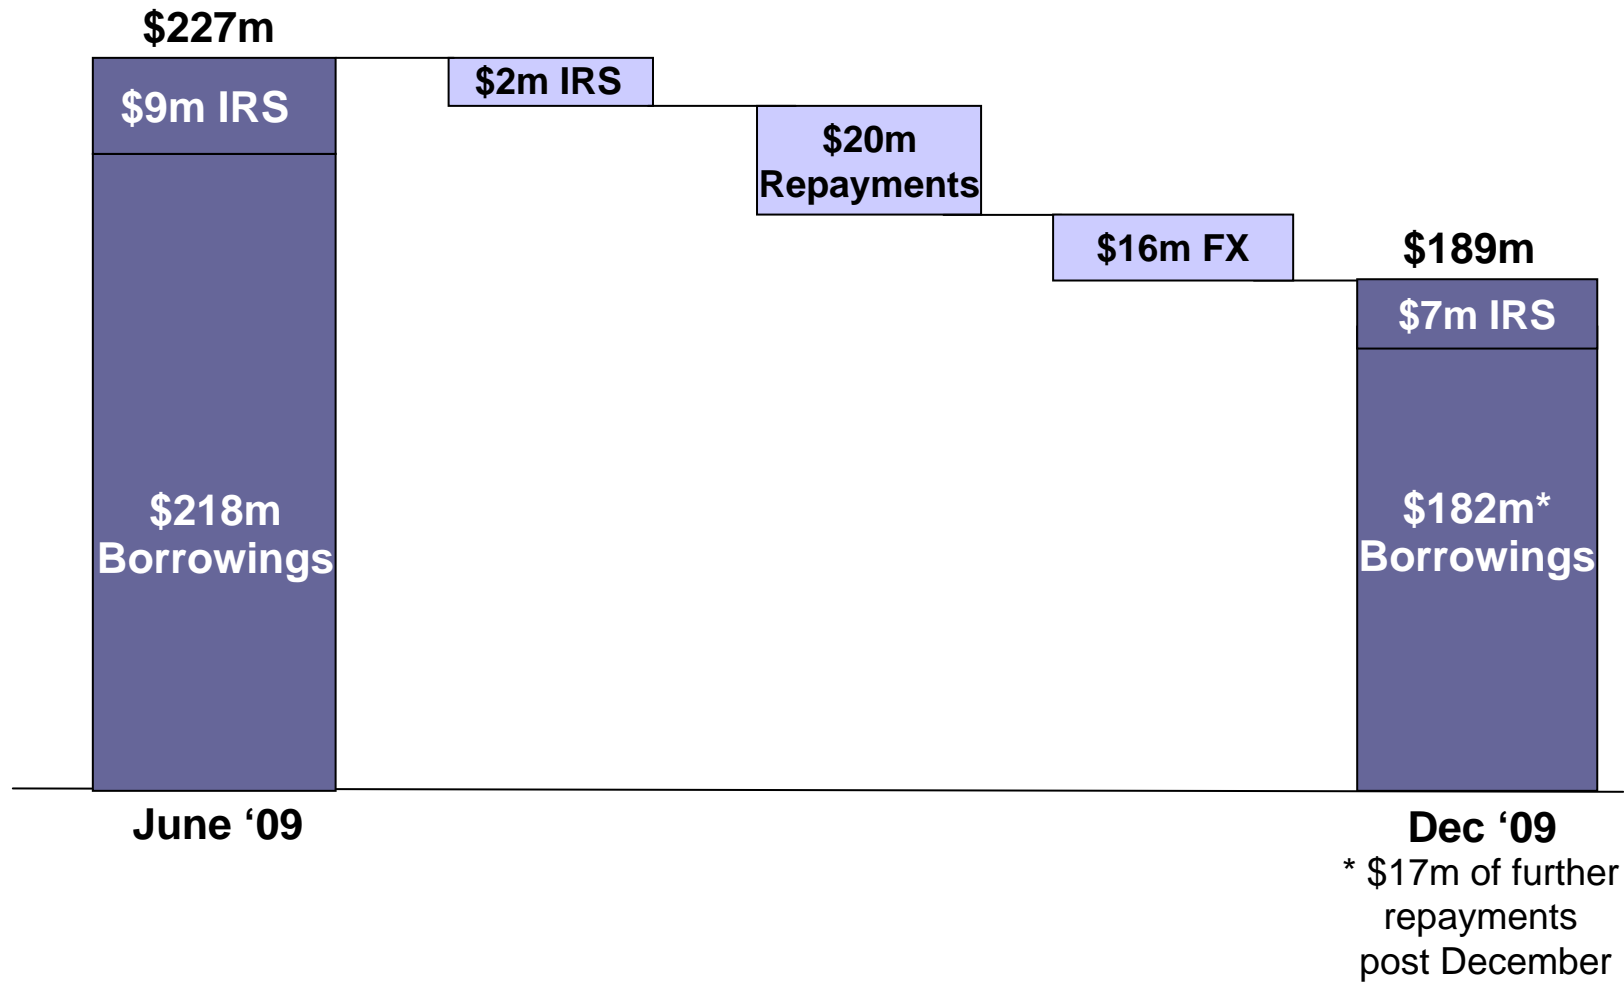 $227m
$9m IRS
$218m
Borrowings
June ‘09
$2m IRS
$20m
Repayments
$16m FX
$189m
$7m IRS
$182m*
Borrowings
Dec ‘09
* $17m of further
repayments
post December